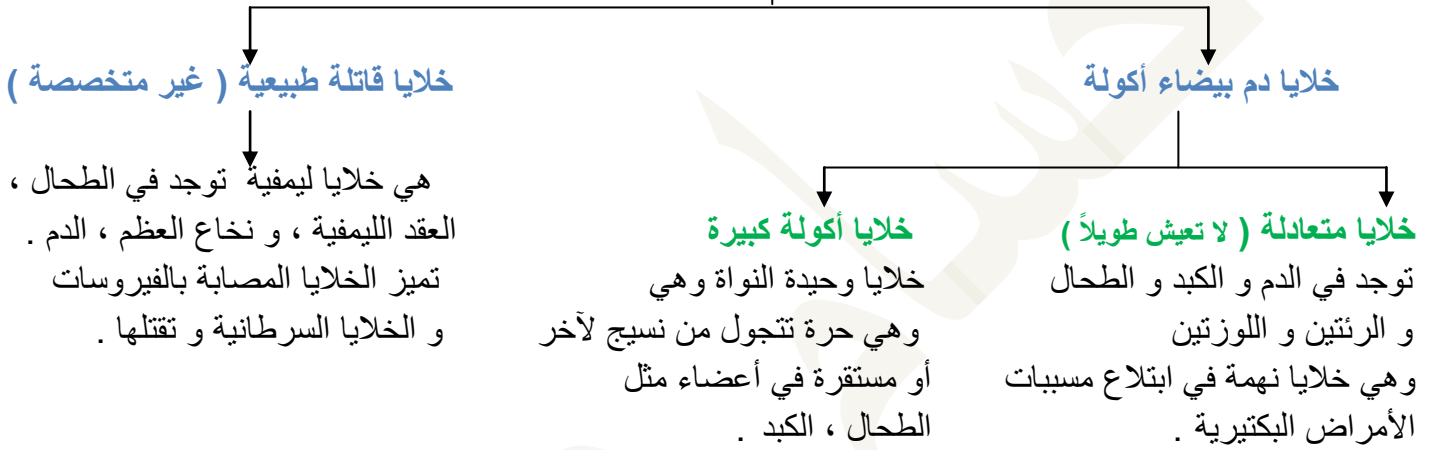 خلايا دم بيضاء أكولة
خلايا متعادلة ( لا تعيش طويلاً )
توجد في الدم و الكبد و الطحال
و الرئتين و اللوزتين
وهي خلايا نهمة في ابتلاع مسببات
الأمراض البكتيرية .
خلايا أكولة كبيرة
خلايا وحيدة النواة وهي
وهي حرة تتجول من نسيج لآخر
أو مستقرة في أعضاء مثل
الطحال ، الكبد .
خلايا قاتلة طبيعية ( غير متخصصة )
هي خلايا ليمفية توجد في الطحال ،
العقد الليمفية ، و نخاع العظم ، الدم .
تميز الخلايا المصابة بالفيروسات
و الخلايا السرطانية و تقتلها .